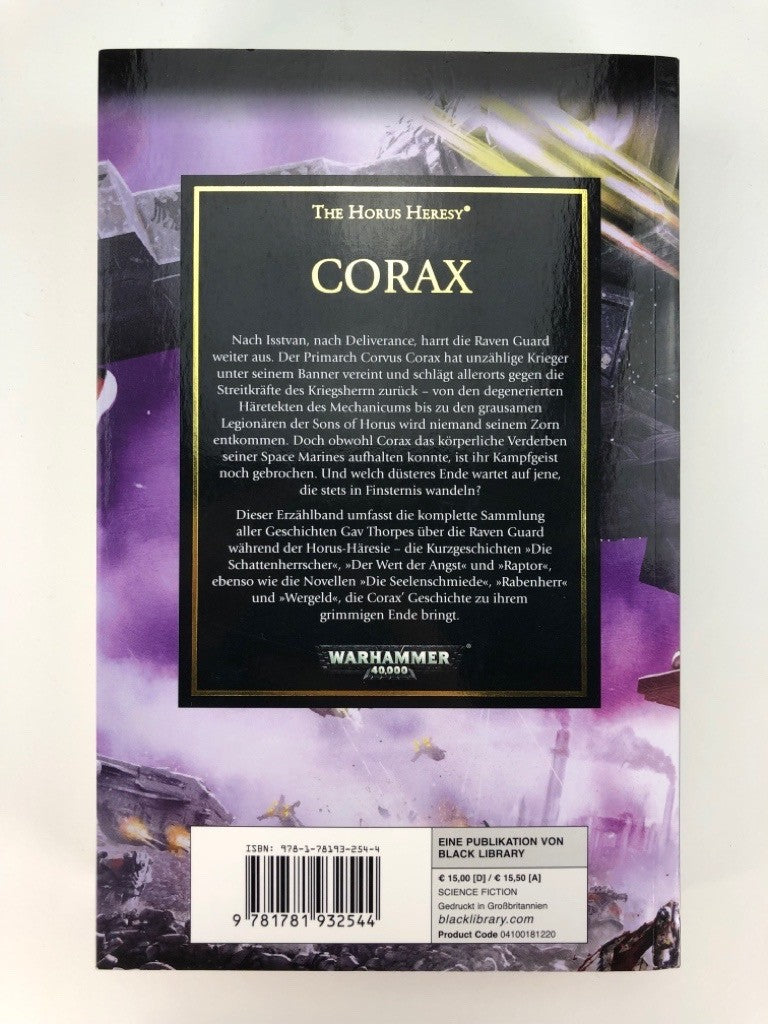 THE HORUS HERESY®
CORAX
Nach Isstvan, nach Deliverance, harrt die Raven Guard
weiter aus. Der Primarch Corvus Corax hat unzählige Krieger
unter seinem Banner vereint und schlägt allerorts gegen die
Streitkräfte des Kriegsherrn zurück – von den degenerierten
Häretekten des Mechanicums bis zu den grausamen
Legionären der Sons of Horus wird niemand seinem Zorn
entkommen. Doch obwohl Corax das körperliche Verderben
seiner Space Marines aufhalten konnte, ist ihr Kampfgeist
noch gebrochen. Und welch düsteres Ende wartet auf jene,
die stets in Finsternis wandeln?
Dieser Erzählband umfasst die komplette Sammlung
aller Geschichten Gav Thorpes über die Raven Guard
während der Horus-Häresie – die Kurzgeschichten »Die
Schattenherrscher«, »Der Wert der Angst« und »Raptor«,
ebenso wie die Novellen »Die Seelenschmiede«, »Rabenherr«
und »Wergeld«, die Corax’ Geschichte zu ihrem
grimmigen Ende bringt.
WARHAMMER®
40,000
ISBN: 978-1-78193-254-4
9 781781 932544
EINE PUBLIKATION VON
BLACK LIBRARY
€ 15,00 [D] / € 15,50 [A]
SCIENCE FICTION
Gedruckt in Großbritannien
blacklibrary.com
Product Code 04100181220